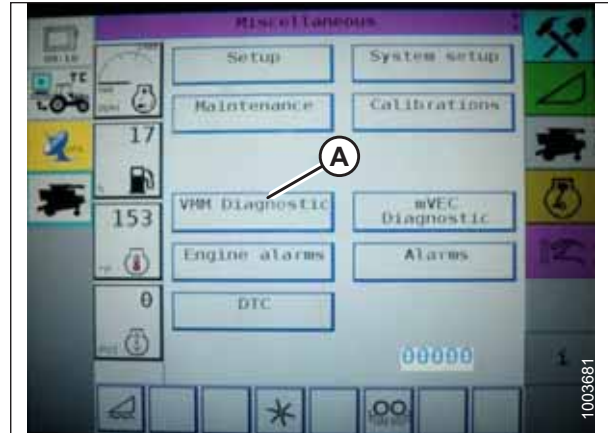 Miscellaneous
Setup
System setup
Maintenance
Calibrations
17
A
VMM Diagnostic
mVEC
Diagnostic
153
Engine alarms
Alarms
0
DTC
00000
i
1003681